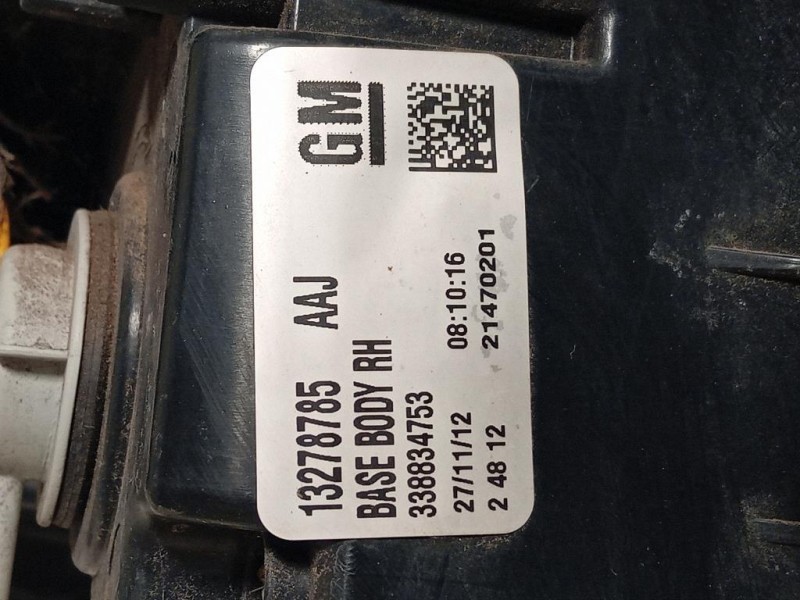 GM
13278785 AAJ
BASE BODY RH
338834753
27/11/12 08:10:16
2 48 12 21470201